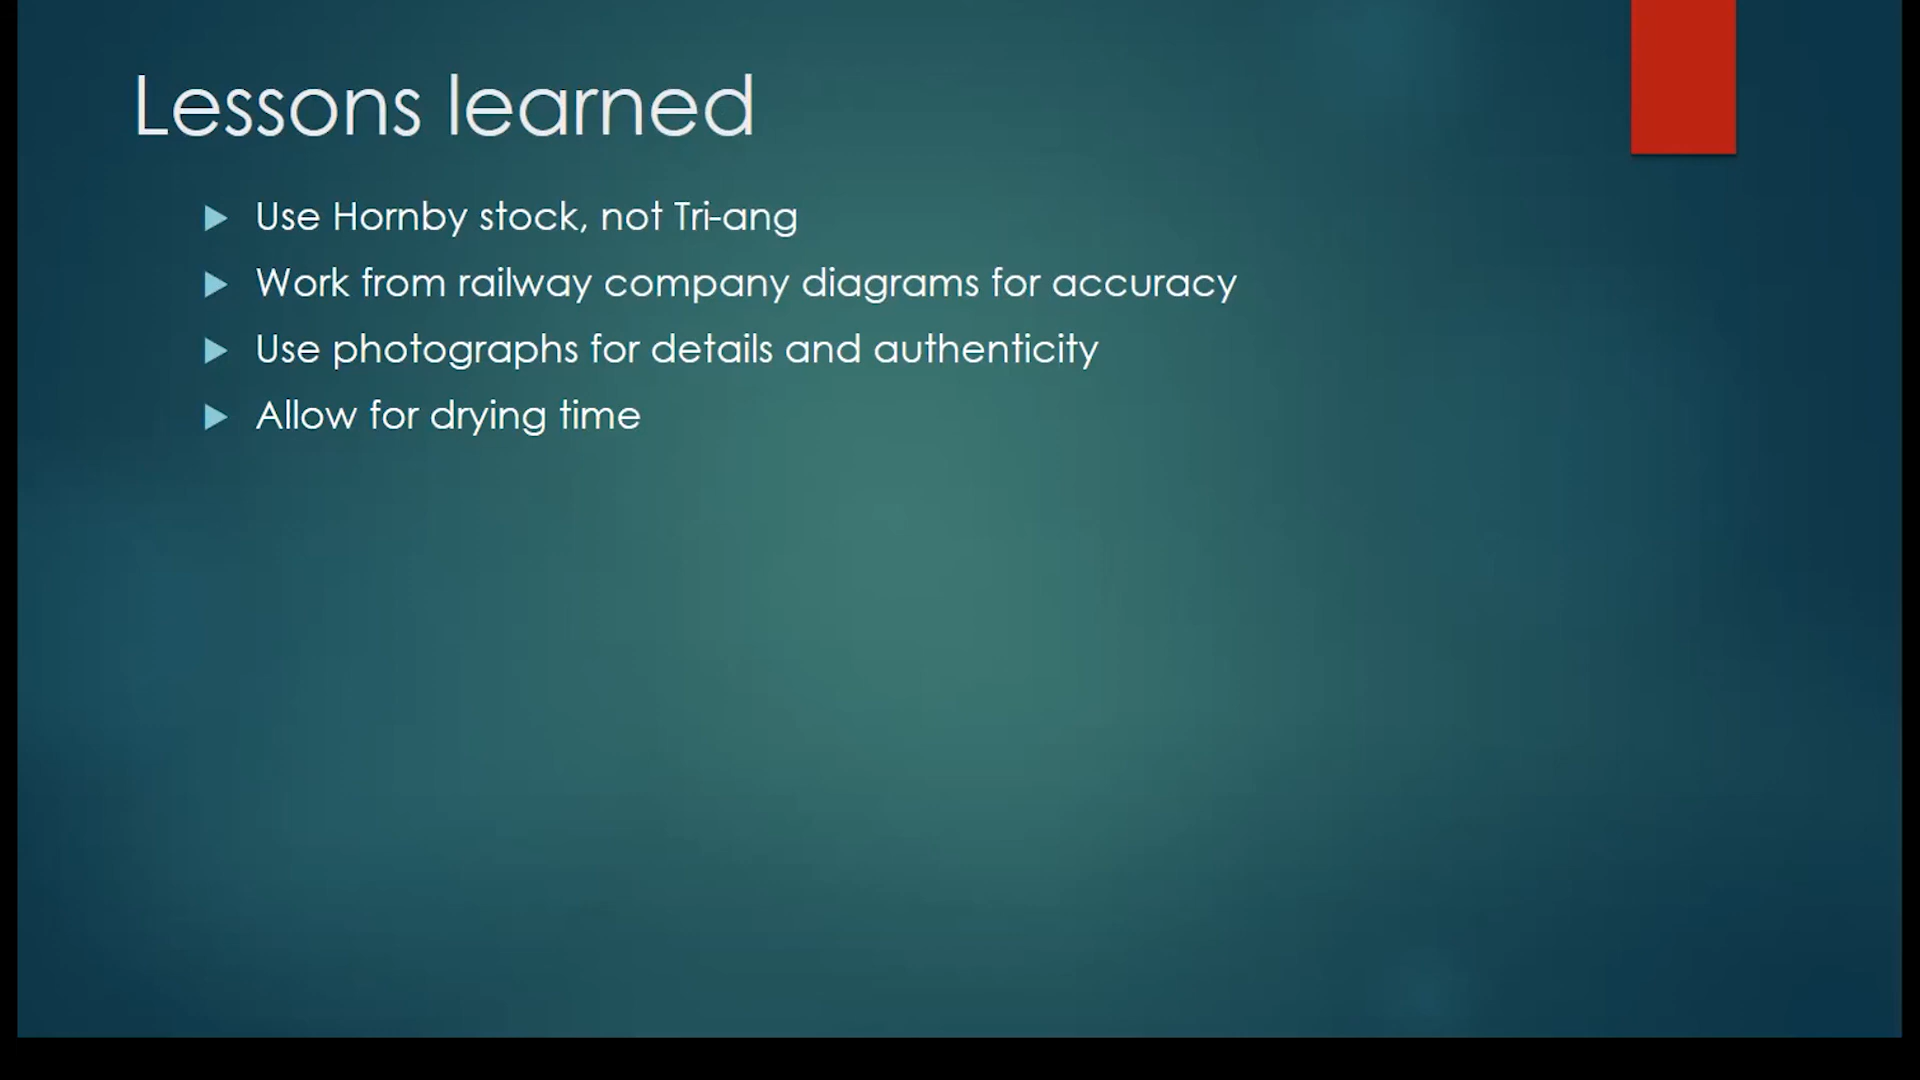 Lessons learned
Use Hornby stock, not Tri-ang
Work from railway company diagrams for accuracy
Use photographs for details and authenticity
Allow for drying time